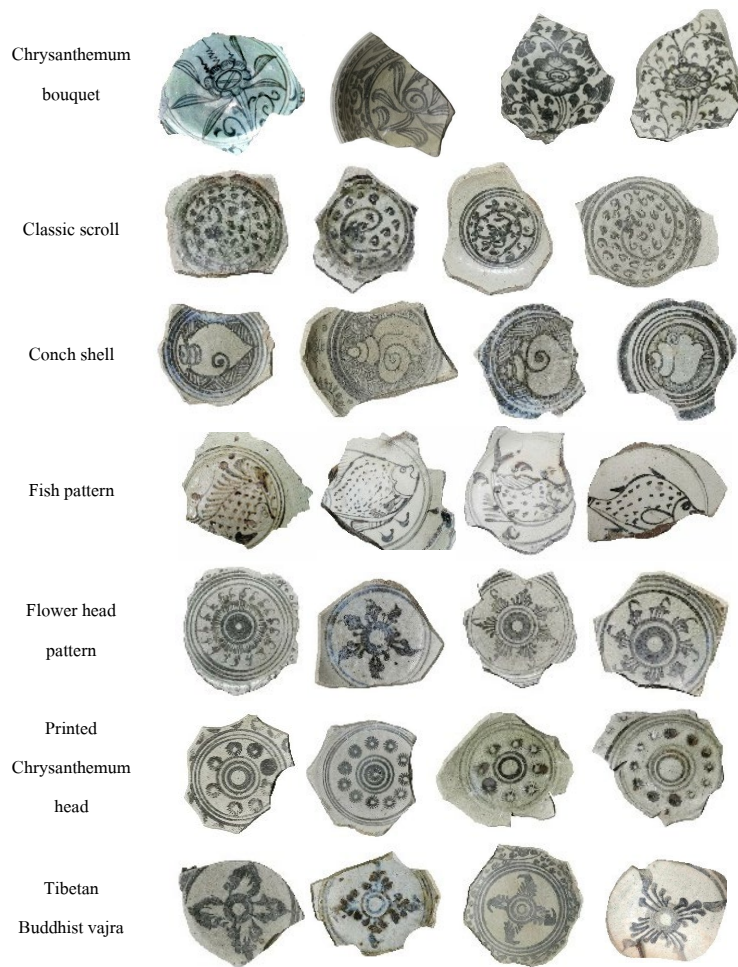 Chrysanthemum
bouquet
Classic scroll
Conch shell
Fish pattern
Flower head
pattern
Printed
Chrysanthemum
head
Tibetan
Buddhist vajra